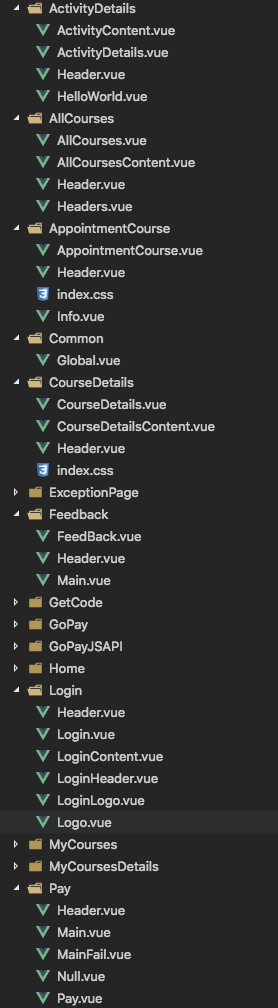 ActivityDetails
ActivityContent.vue
ActivityDetails.vue
Header.vue
HelloWorld.vue
AllCourses
AllCourses.vue
AllCoursesContent.vue
Header.vue
Headers.vue
AppointmentCourse
AppointmentCourse.vue
Header.vue
index.css
Info.vue
Common
Global.vue
CourseDetails
CourseDetails.vue
CourseDetailsContent.vue
Header.vue
index.css
ExceptionPage
Feedback
FeedBack.vue
Header.vue
Main.vue
GetCode
GoPay
GoPayJSAPI
Home
Login
Header.vue
Login.vue
LoginContent.vue
LoginHeader.vue
LoginLogo.vue
Logo.vue
MyCourses
MyCoursesDetails
Pay
Header.vue
Main.vue
MainFail.vue
Null.vue
Pay.vue